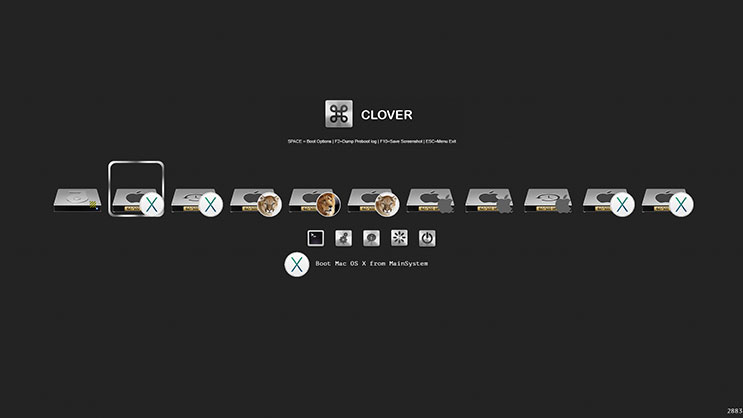 CLOVER
SPACE = Boot Options | F2=Dump Preboot log | F10=Save Screenshot | ESC=Menu Exit
Boot Mac OS X from MainSystem
2883